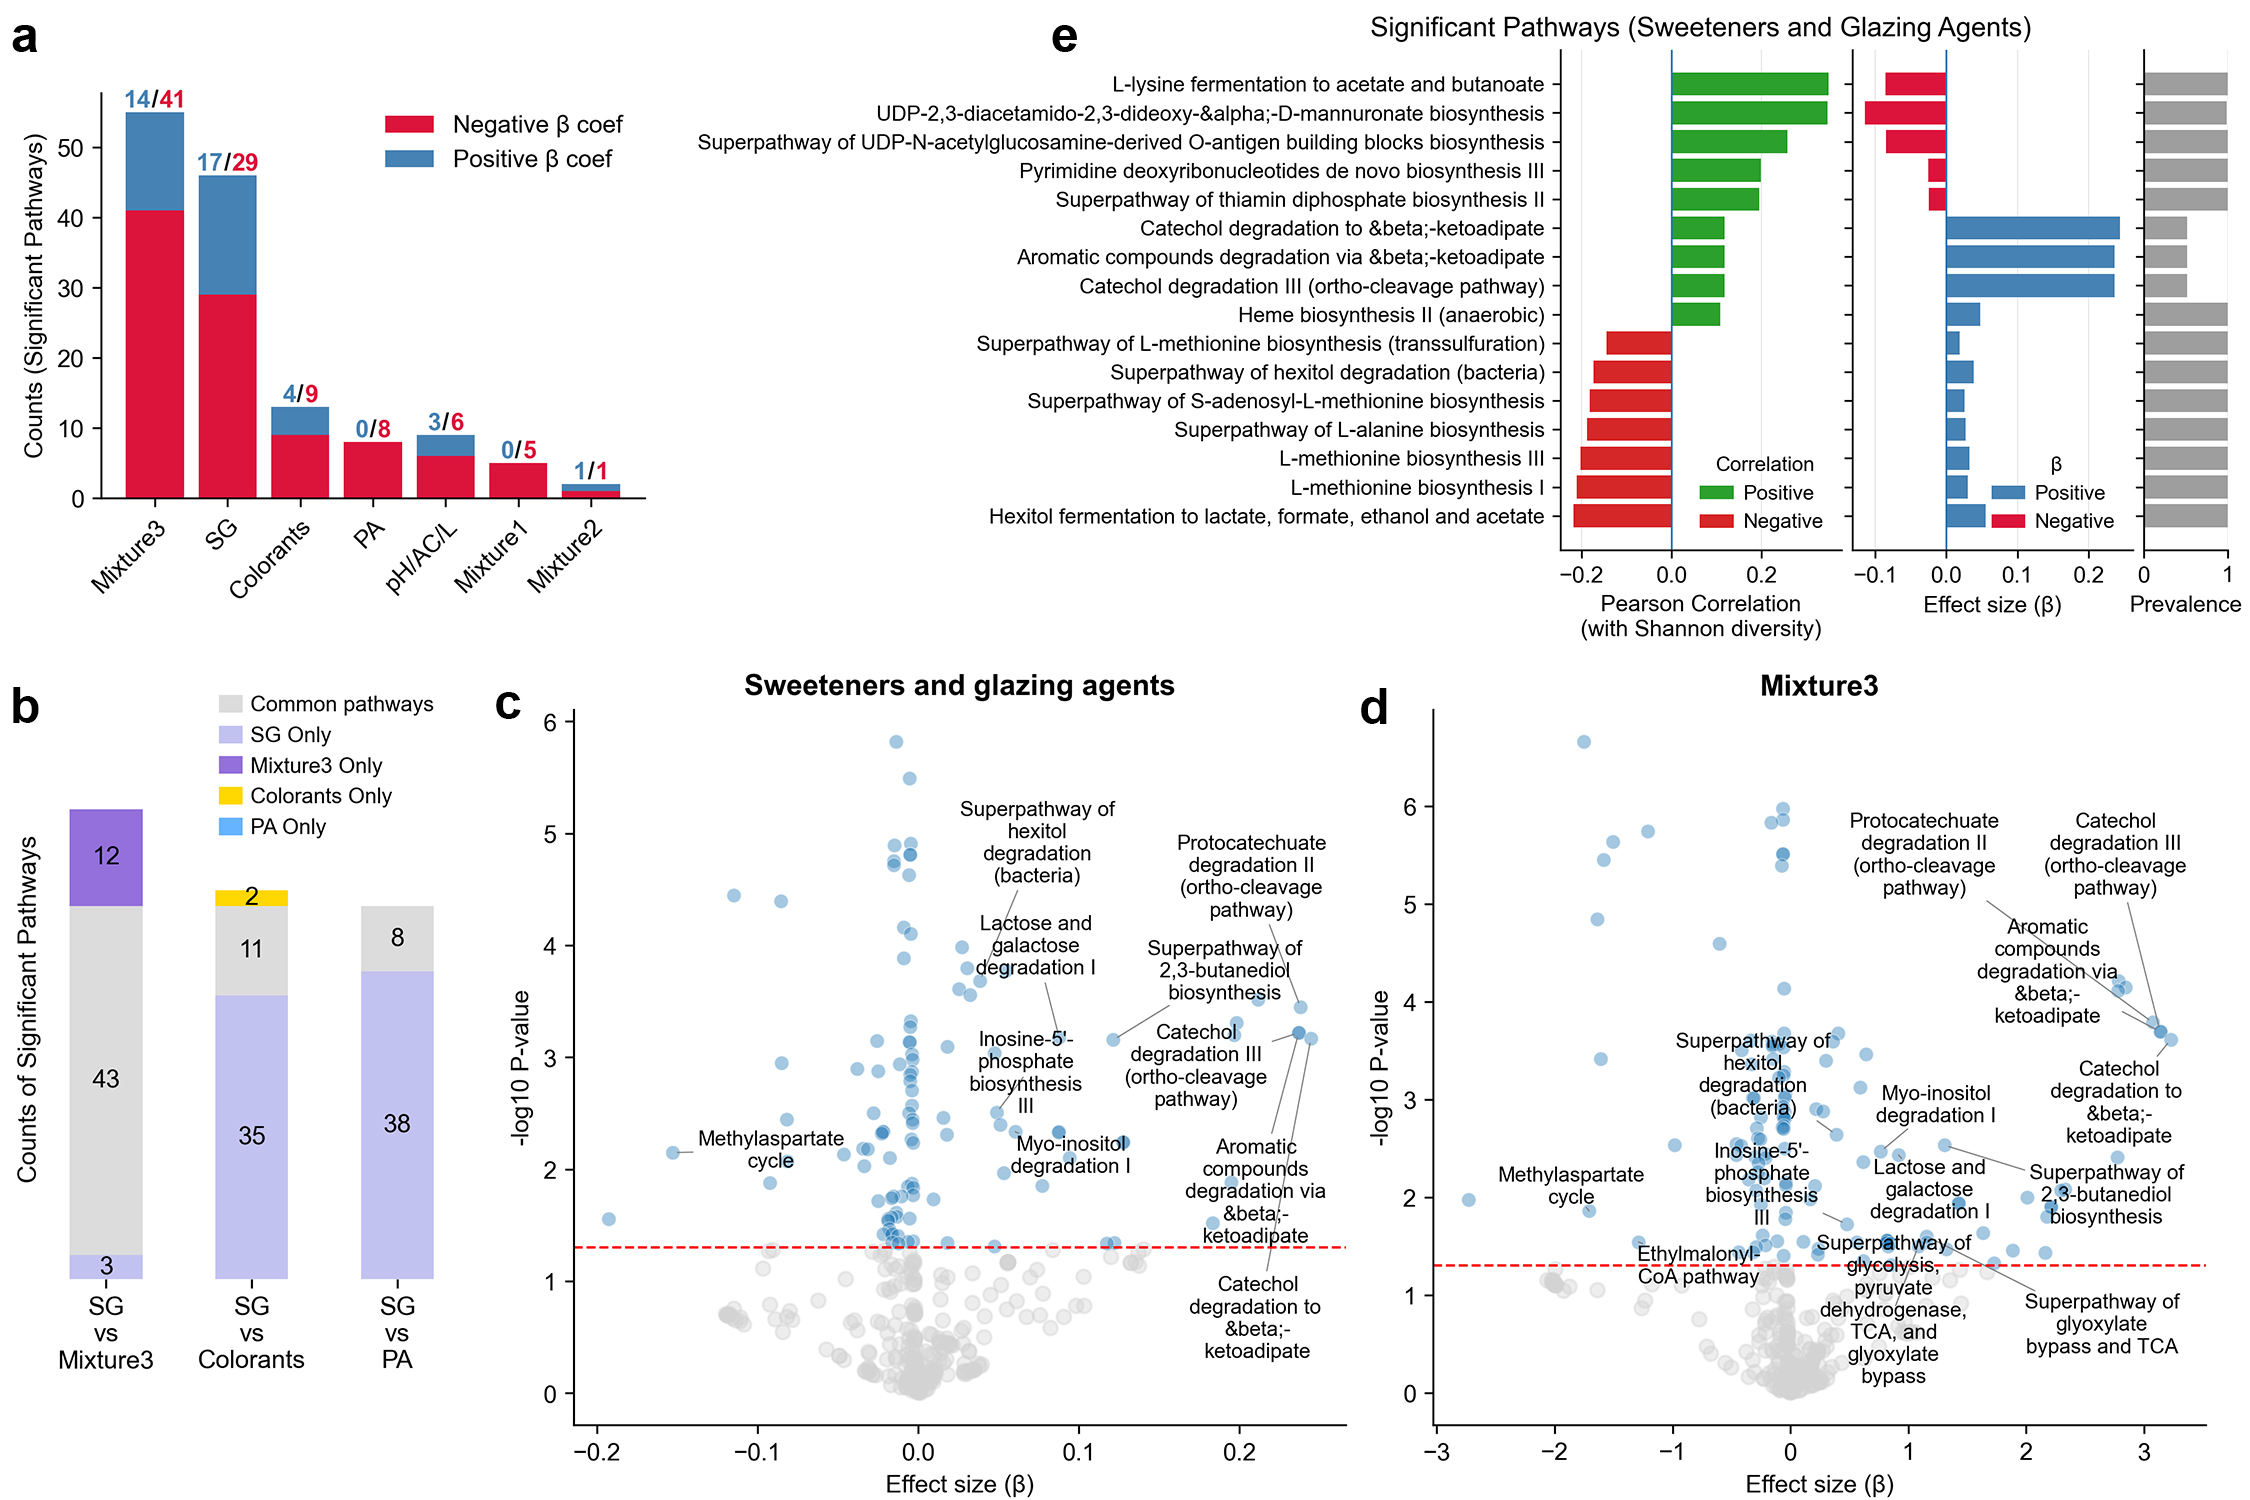 a
14/41
17/29
4/9
0/8
3/6
0/5
1/1
Negative β coef
Positive β coef
Counts (Significant Pathways)
50
40
30
20
10
0
Mixture3
SG
Colorants
PA
pH/AC/L
Mixture1
Mixture2
e
Significant Pathways (Sweeteners and Glazing Agents)
L-lysine fermentation to acetate and butanoate
UDP-2,3-diacetamido-2,3-dideoxy-&alpha;-D-mannuronate biosynthesis
Superpathway of UDP-N-acetylglucosamine-derived O-antigen building blocks biosynthesis
Pyrimidine deoxyribonucleotides de novo biosynthesis III
Superpathway of thiamin diphosphate biosynthesis II
Catechol degradation to &beta;-ketoadipate
Aromatic compounds degradation via &beta;-ketoadipate
Catechol degradation III (ortho-cleavage pathway)
Heme biosynthesis II (anaerobic)
Superpathway of L-methionine biosynthesis (transsulfuration)
Superpathway of hexitol degradation (bacteria)
Superpathway of S-adenosyl-L-methionine biosynthesis
Superpathway of L-alanine biosynthesis
L-methionine biosynthesis III
L-methionine biosynthesis I
Hexitol fermentation to lactate, formate, ethanol and acetate
Correlation
Positive
Negative
β
Positive
Negative
−0.2 0.0 0.2
−0.1 0.0 0.1 0.2
0 1
Pearson Correlation
(with Shannon diversity)
Effect size (β)
Prevalence
b
Common pathways
SG Only
Mixture3 Only
Colorants Only
PA Only
Counts of Significant Pathways
12
43
3
2
11
35
8
38
SG
vs
Mixture3
SG
vs
Colorants
SG
vs
PA
c
Sweeteners and glazing agents
-log10 P-value
6
5
4
3
2
1
0
Superpathway of
hexitol
degradation
(bacteria)
Protocatechuate
degradation II
(ortho-cleavage
pathway)
Lactose and
galactose
degradation I
Superpathway of
2,3-butanediol
biosynthesis
Inosine-5'-
phosphate
biosynthesis
III
Catechol
degradation III
(ortho-cleavage
pathway)
Methylaspartate
cycle
Myo-inositol
degradation I
Aromatic
compounds
degradation via
&beta;-
ketoadipate
Catechol
degradation to
&beta;-
ketoadipate
−0.2 −0.1 0.0 0.1 0.2
Effect size (β)
d
Mixture3
-log10 P-value
6
5
4
3
2
1
0
Protocatechuate
degradation II
(ortho-cleavage
pathway)
Catechol
degradation III
(ortho-cleavage
pathway)
Aromatic
compounds
degradation via
&beta;-
ketoadipate
Superpathway of
hexitol
degradation
(bacteria)
Catechol
degradation to
&beta;-
ketoadipate
Myo-inositol
degradation I
Inosine-5'-
phosphate
biosynthesis
III
Methylaspartate
cycle
Lactose and
galactose
degradation I
Superpathway of
2,3-butanediol
biosynthesis
Ethylmalonyl-
CoA pathway
Superpathway of
glycolysis,
pyruvate
dehydrogenase,
TCA, and
glyoxylate
bypass
Superpathway of
glyoxylate
bypass and TCA
−3 −2 −1 0 1 2 3
Effect size (β)